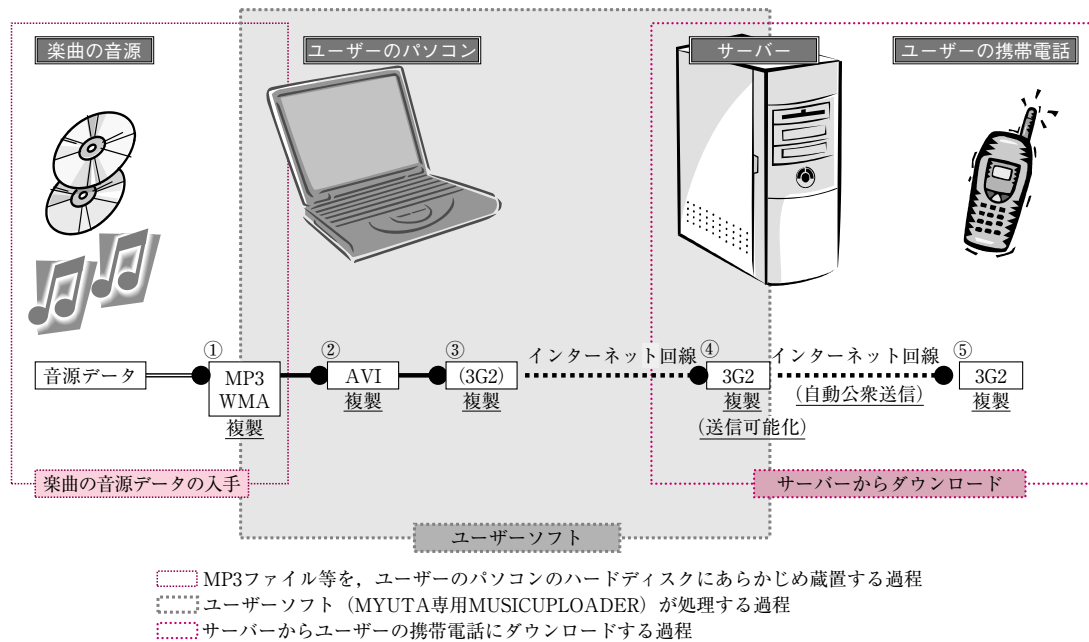 楽曲の音源
ユーザーのパソコン
サーバー
ユーザーの携帯電話
音源データ
①
MP3
WMA
複製
②
AVI
複製
③
(3G2)
複製
インターネット回線
④
3G2
複製
(送信可能化)
インターネット回線
(自動公衆送信)
⑤
3G2
複製
楽曲の音源データの入手
サーバーからダウンロード
ユーザーソフト
MP3ファイル等を,ユーザーのパソコンのハードディスクにあらかじめ蔵置する過程
ユーザーソフト(MYUTA専用MUSICUPLOADER)が処理する過程
サーバーからユーザーの携帯電話にダウンロードする過程